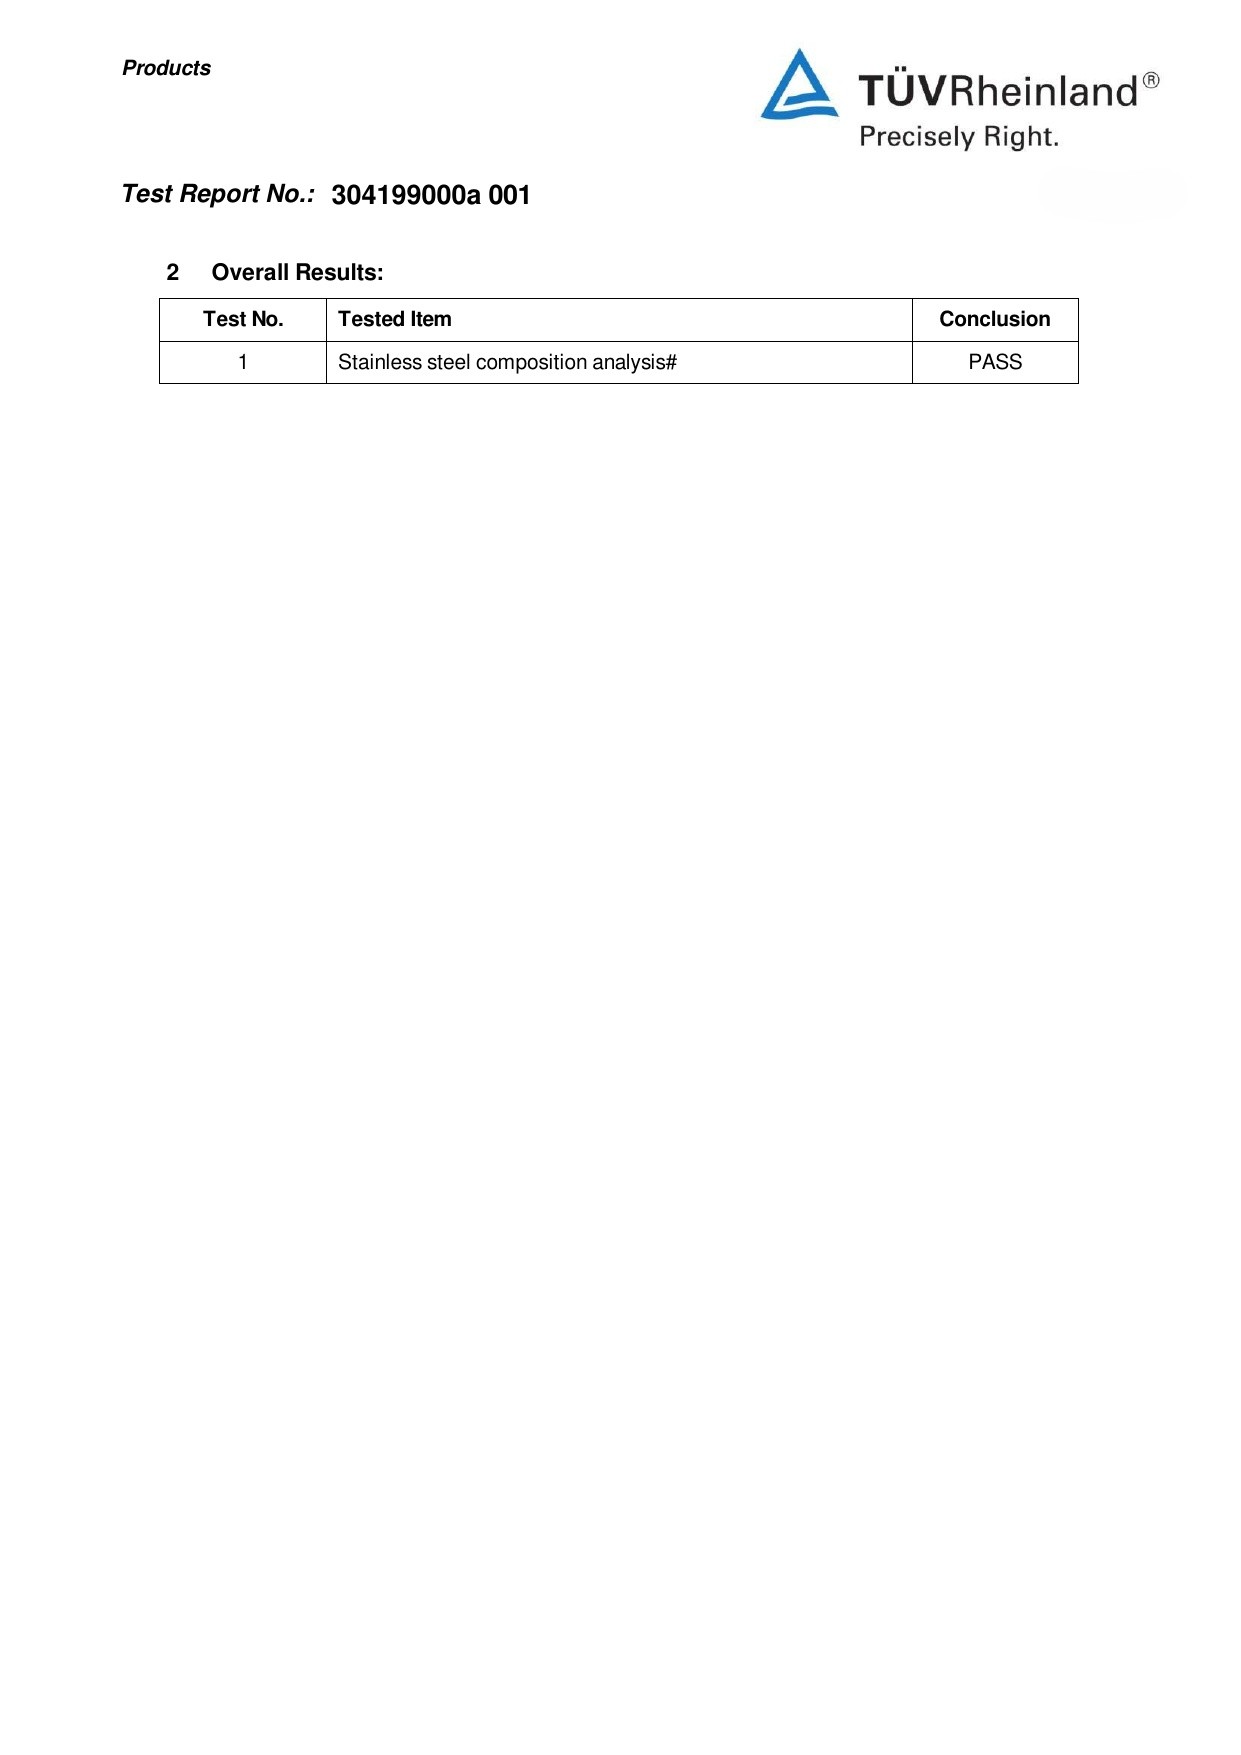 Products
TÜVRheinland®
Precisely Right.
Test Report No.: 304199000a 001
2 Overall Results:
Test No. Tested Item Conclusion
1 Stainless steel composition analysis# PASS